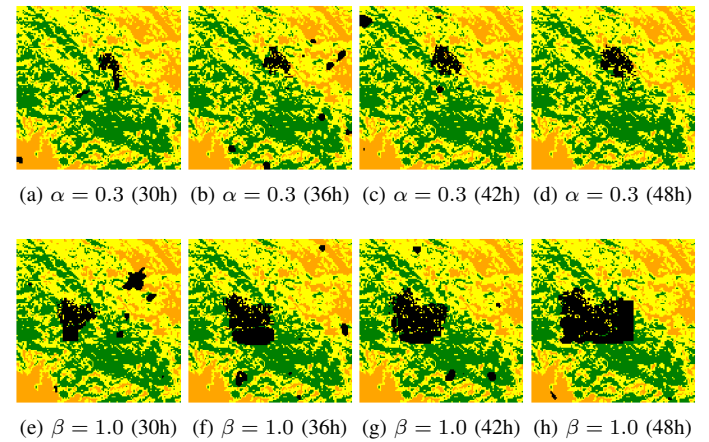 (a) α = 0.3 (30h) (b) α = 0.3 (36h) (c) α = 0.3 (42h) (d) α = 0.3 (48h)
(e) β = 1.0 (30h) (f) β = 1.0 (36h) (g) β = 1.0 (42h) (h) β = 1.0 (48h)